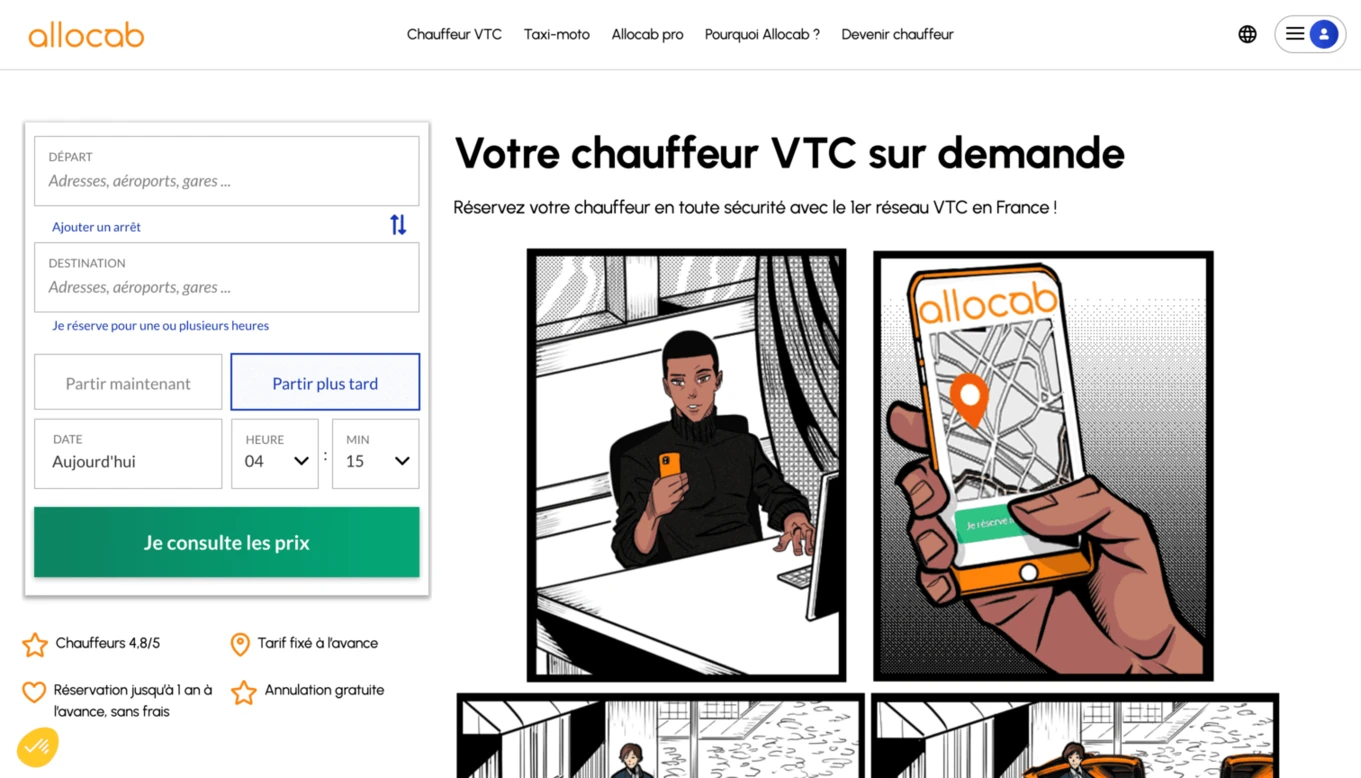 allocab
Chauffeur VTC
Taxi-moto
Allocab pro
Pourquoi Allocab ?
Devenir chauffeur
DÉPART
Adresses, aéroports, gares ...
Ajouter un arrêt
DESTINATION
Adresses, aéroports, gares ...
Je réserve pour une ou plusieurs heures
Partir maintenant
Partir plus tard
DATE
Aujourd'hui
HEURE
04
:
MIN
15
Je consulte les prix
Chauffeurs 4,8/5
Tarif fixé à l'avance
Réservation jusqu'à 1 an à
l'avance, sans frais
Annulation gratuite
Votre chauffeur VTC sur demande
Réservez votre chauffeur en toute sécurité avec le 1er réseau VTC en France !
allocab
Je réserve